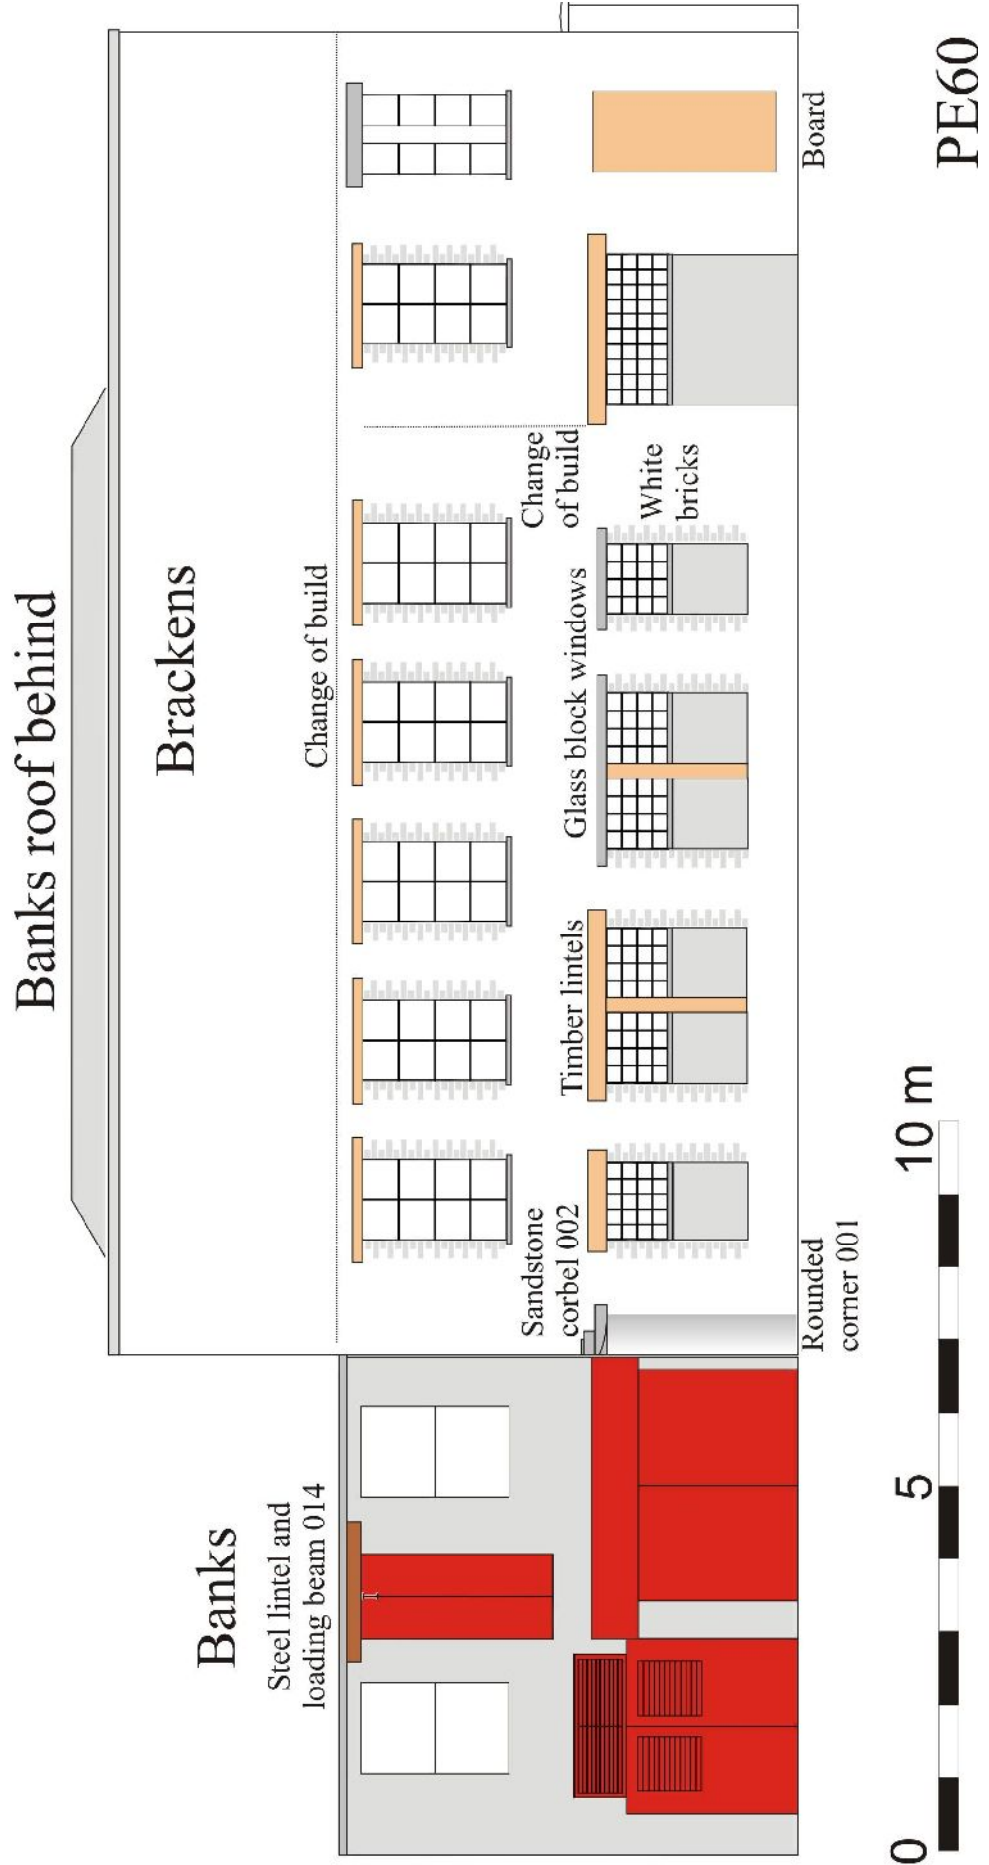 Banks roof behind
Brackens
Change of build
Banks
Steel lintel and
loading beam 014
Sandstone
corbel 002
Timber lintels
Glass block windows
Change
of build
White
bricks
Rounded
corner 001
Board
0
5
10 m
PE60